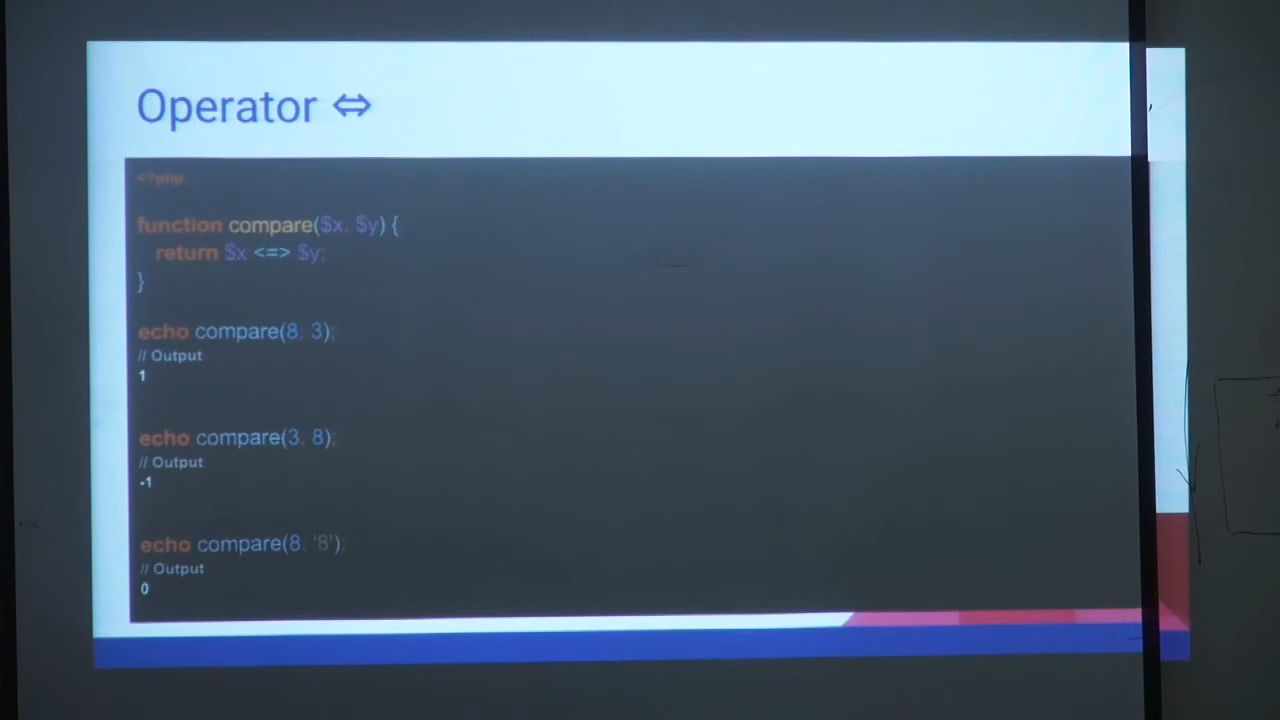 Operator ⇔
<?php
function compare($x, $y) {
return $x <=> $y;
}
echo compare(8, 3);
// Output
1
echo compare(3, 8);
// Output
-1
echo compare(8, '8');
// Output
0